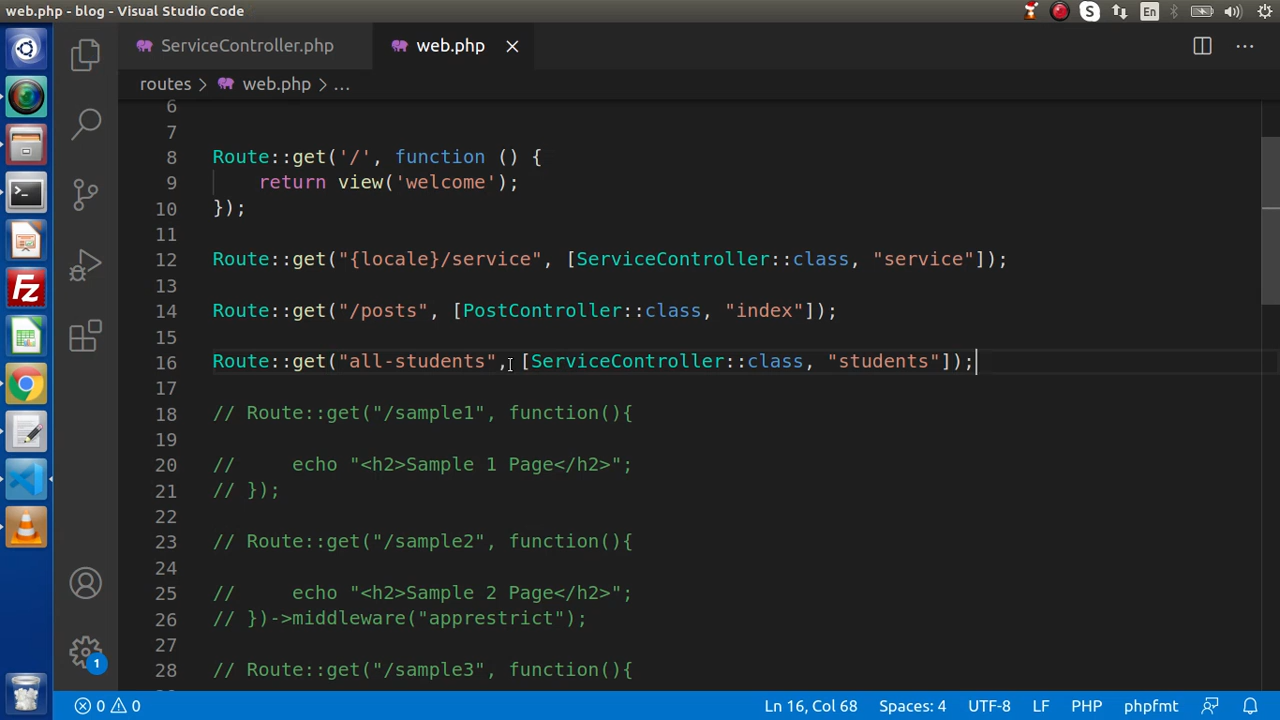 web.php - blog - Visual Studio Code
S En
ServiceController.php web.php
routes > web.php > ...
6
7
8 Route::get('/', function () {
9 return view('welcome');
10 });
11
12 Route::get("{locale}/service", [ServiceController::class, "service"]);
13
14 Route::get("/posts", [PostController::class, "index"]);
15
16 Route::get("all-students", [ServiceController::class, "students"]);
17
18 // Route::get("/sample1", function(){
19
20 // echo "<h2>Sample 1 Page</h2>";
21 // });
22
23 // Route::get("/sample2", function(){
24
25 // echo "<h2>Sample 2 Page</h2>";
26 // })->middleware("apprestrict");
27
28 // Route::get("/sample3", function(){
Fz
1
0 0 Ln 16, Col 68 Spaces: 4 UTF-8 LF PHP phpfmt